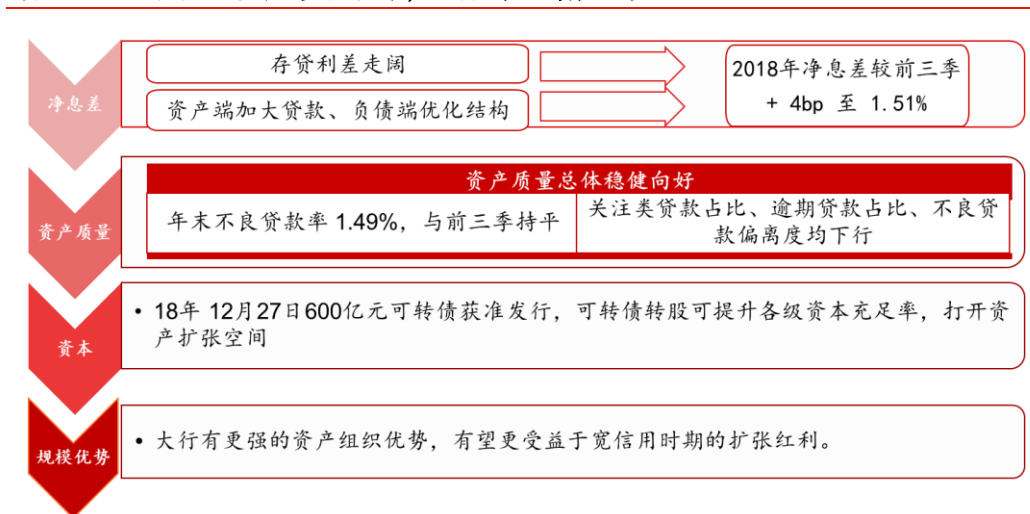 净息差
存贷利差走阔
资产端加大贷款、负债端优化结构
2018年净息差较前三季
+ 4bp 至 1.51%
资产质量
资产质量总体稳健向好
年末不良贷款率 1.49%，与前三季持平
关注类贷款占比、逾期贷款占比、不良贷
款偏离度均下行
资本
• 18年 12月27日600亿元可转债获准发行，可转债转股可提升各级资本充足率，打开资
产扩张空间
规模优势
• 大行有更强的资产组织优势，有望更受益于宽信用时期的扩张红利。